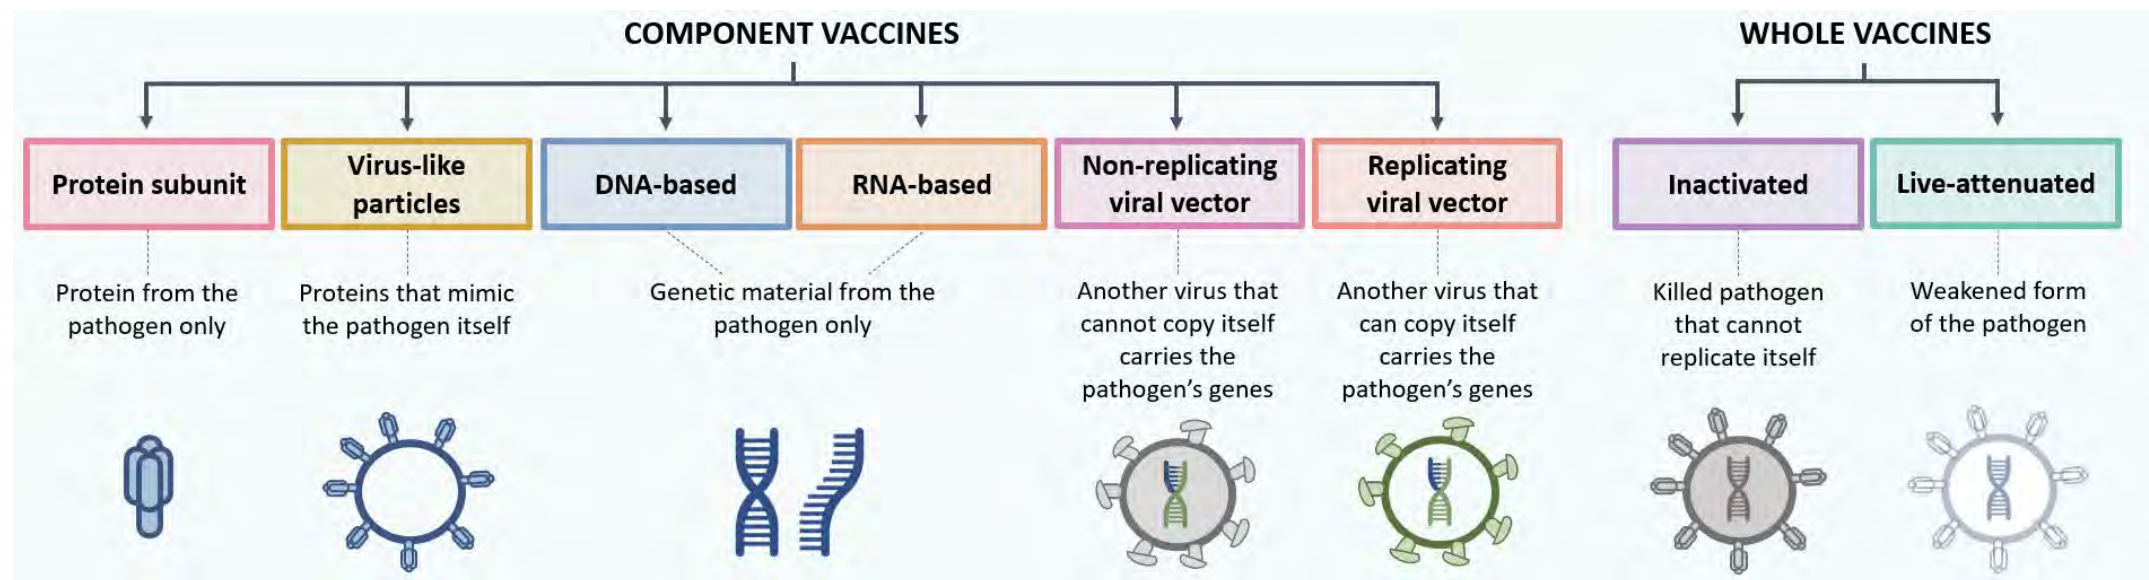 COMPONENT VACCINES
WHOLE VACCINES
Protein subunit
Virus-like
particles
DNA-based
RNA-based
Non-replicating
viral vector
Replicating
viral vector
Inactivated
Live-attenuated
Protein from the
pathogen only
Proteins that mimic
the pathogen itself
Genetic material from the
pathogen only
Another virus that
cannot copy itself
carries the
pathogen's genes
Another virus that
can copy itself
carries the
pathogen's genes
Killed pathogen
that cannot
replicate itself
Weakened form
of the pathogen